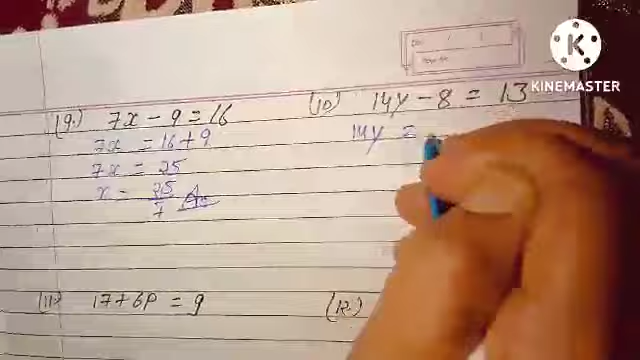 KINEMASTER
(9.) 7x - 9 = 16
7x = 16 + 9
7x = 25
x = 25/7 Ans
(10) 14y - 8 = 13
14y =
(11) 17 + 6p = 9
(12.)